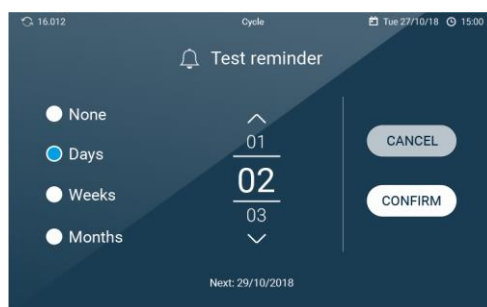 16.012 Cycle Tue 27/10/18 15:00
Test reminder
None
Days
Weeks
Months
01
02
03
CANCEL
CONFIRM
Next: 29/10/2018